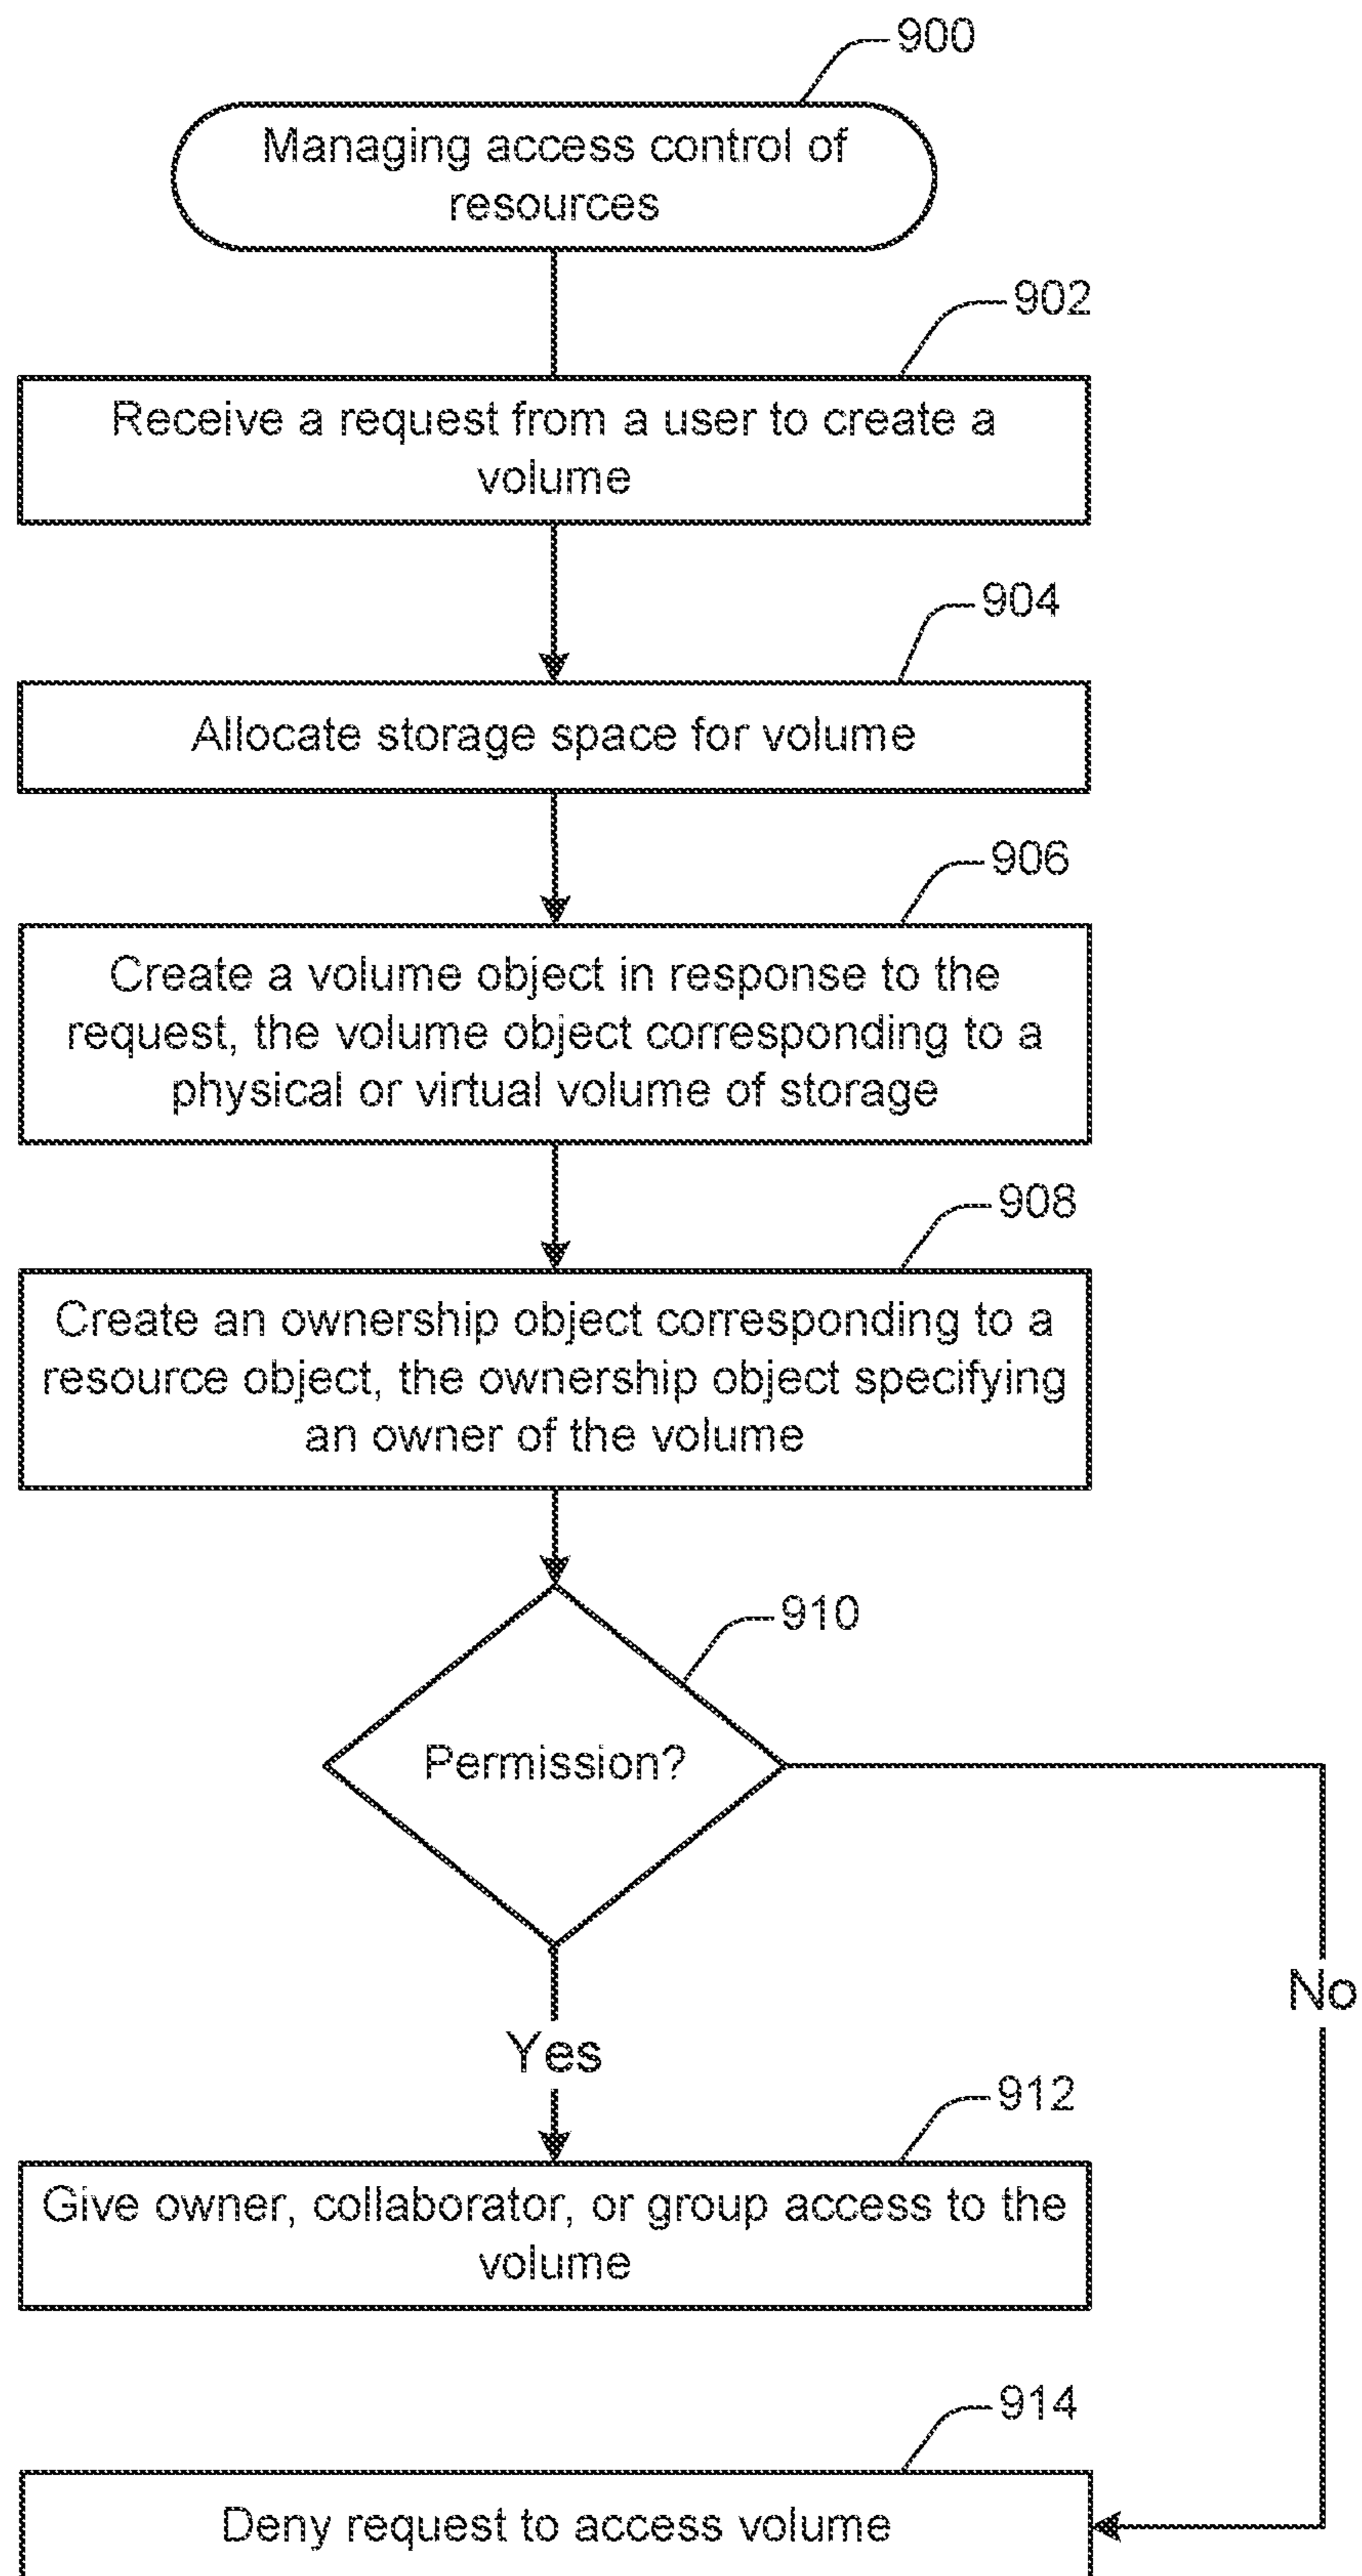 900
Managing access control of
resources
902
Receive a request from a user to create a
volume
904
Allocate storage space for volume
906
Create a volume object in response to the
request, the volume object corresponding to a
physical or virtual volume of storage
908
Create an ownership object corresponding to a
resource object, the ownership object specifying
an owner of the volume
910
Permission?
No
Yes
912
Give owner, collaborator, or group access to the
volume
914
Deny request to access volume